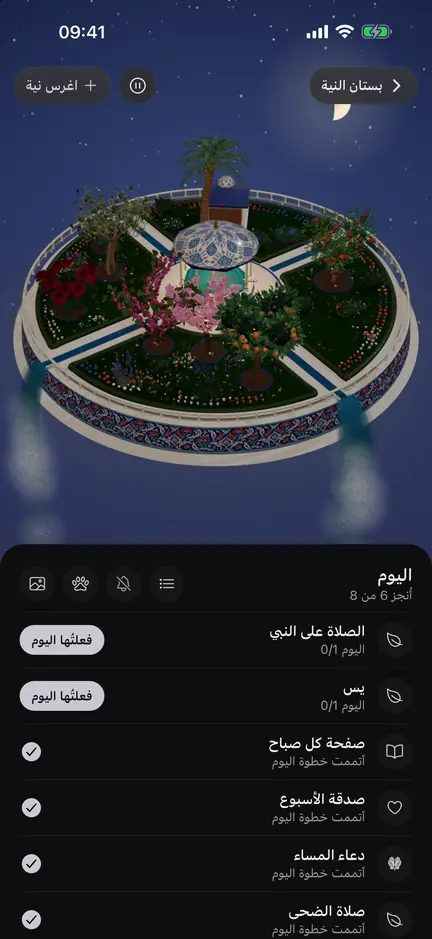 09:41
بستان النية
اغرس نية
اليوم
أنجز 6 من 8
الصلاة على النبي
اليوم 0/1
فعلتُها اليوم
يس
اليوم 0/1
فعلتُها اليوم
صفحة كل صباح
أتممت خطوة اليوم
صدقة الأسبوع
أتممت خطوة اليوم
دعاء المساء
أتممت خطوة اليوم
صلاة الضحى
أتممت خطوة اليوم